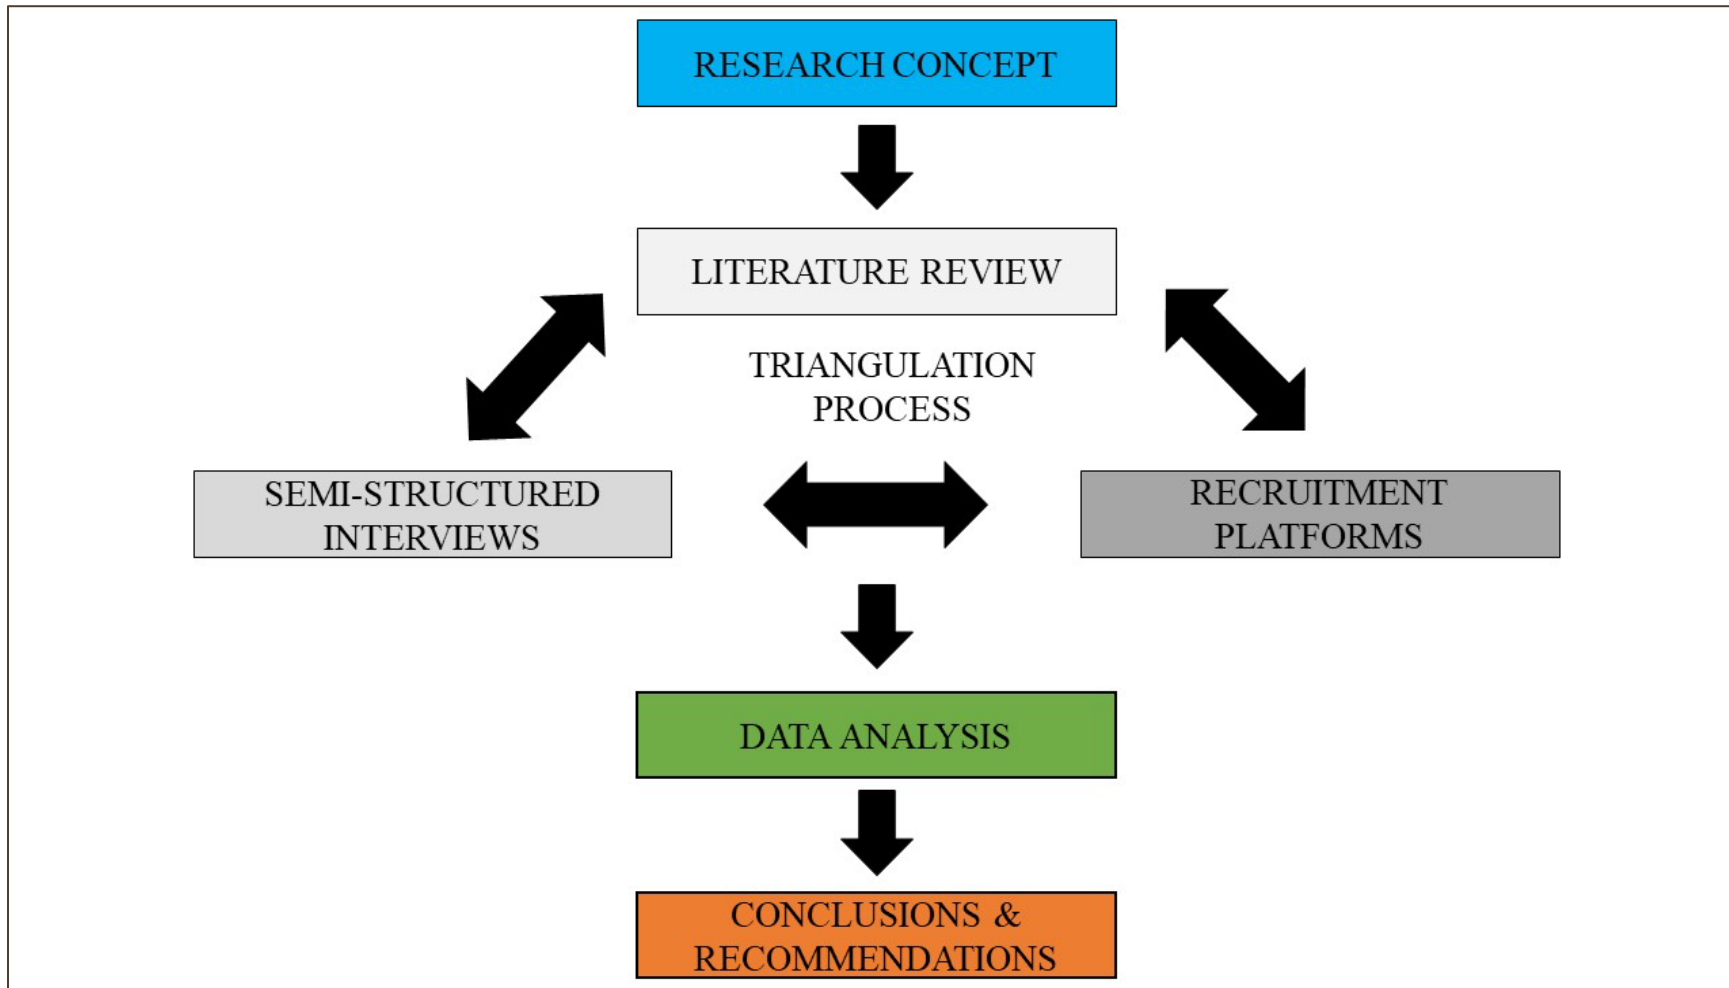 RESEARCH CONCEPT
LITERATURE REVIEW
TRIANGULATION
PROCESS
SEMI-STRUCTURED
INTERVIEWS
RECRUITMENT
PLATFORMS
DATA ANALYSIS
CONCLUSIONS &
RECOMMENDATIONS